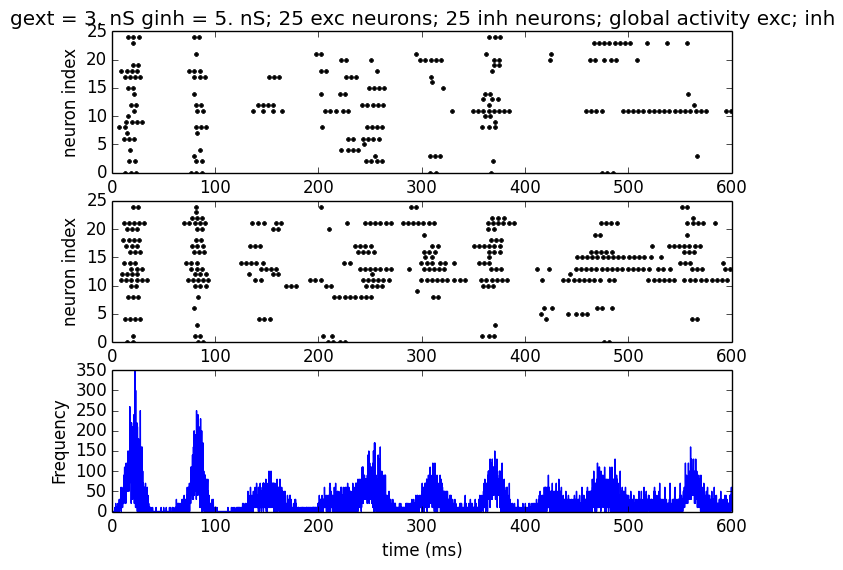 gext = 3. nS ginh = 5. nS; 25 exc neurons; 25 inh neurons; global activity exc; inh
25
20
15
10
5
0
neuron index
0 100 200 300 400 500 600
25
20
15
10
5
0
neuron index
0 100 200 300 400 500 600
350
300
250
200
150
100
50
0
Frequency
0 100 200 300 400 500 600
time (ms)